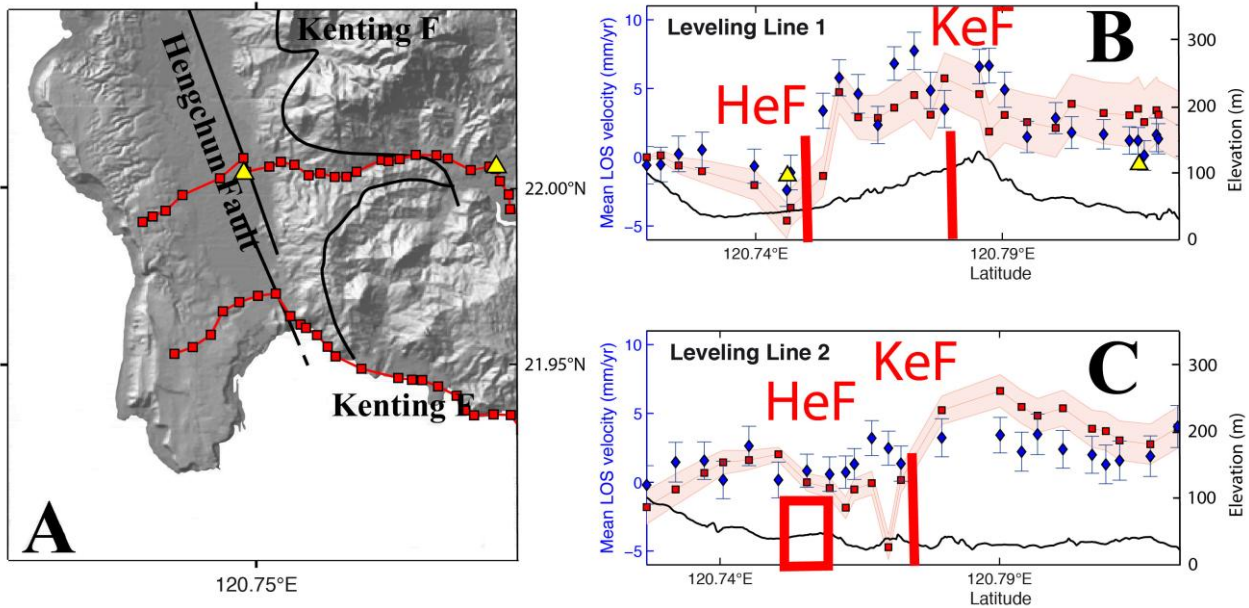 Kenting F
Hengchun Fault
22.00°N
21.95°N
Kenting F
A
120.75°E
Leveling Line 1
B
KeF
HeF
Mean LOS velocity (mm/yr)
10
5
0
−5
Elevation (m)
300
200
100
0
120.74°E
120.79°E
Latitude
Leveling Line 2
C
KeF
HeF
Mean LOS velocity (mm/yr)
10
5
0
−5
Elevation (m)
300
200
100
0
120.74°E
120.79°E
Latitude